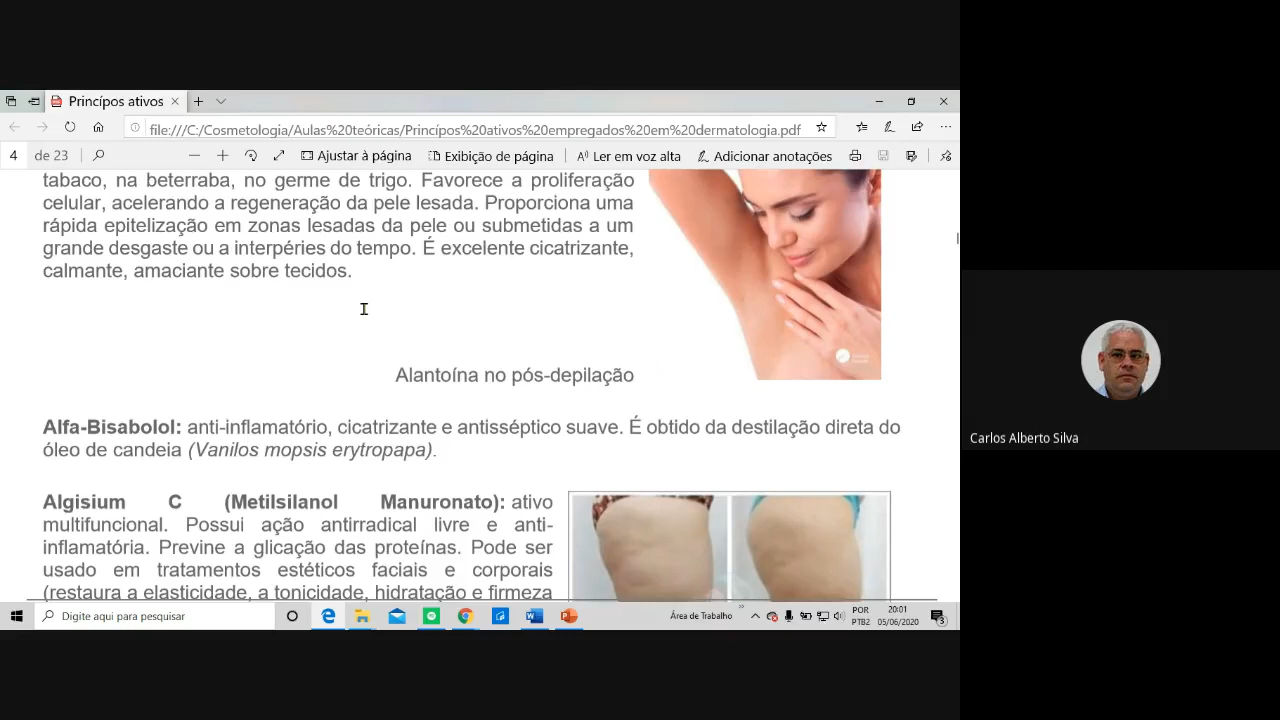 Princípos ativos
file:///C:/Cosmetologia/Aulas%20teóricas/Princípos%20ativos%20empregados%20em%20dermatologia.pdf
4 de 23
Ajustar à página
Exibição de página
Ler em voz alta
Adicionar anotações
tabaco, na beterraba, no germe de trigo. Favorece a proliferação
celular, acelerando a regeneração da pele lesada. Proporciona uma
rápida epitelização em zonas lesadas da pele ou submetidas a um
grande desgaste ou a interpéries do tempo. É excelente cicatrizante,
calmante, amaciante sobre tecidos.
Alantoína no pós-depilação
Alfa-Bisabolol: anti-inflamatório, cicatrizante e antisséptico suave. É obtido da destilação direta do
óleo de candeia (Vanilos mopsis erytropapa).
Algisium C (Metilsilanol Manuronato): ativo
multifuncional. Possui ação antirradical livre e anti-
inflamatória. Previne a glicação das proteínas. Pode ser
usado em tratamentos estéticos faciais e corporais
(restaura a elasticidade, a tonicidade, hidratação e firmeza
Digite aqui para pesquisar
Área de Trabalho
POR
PTB2
20:01
05/06/2020
3
Carlos Alberto Silva